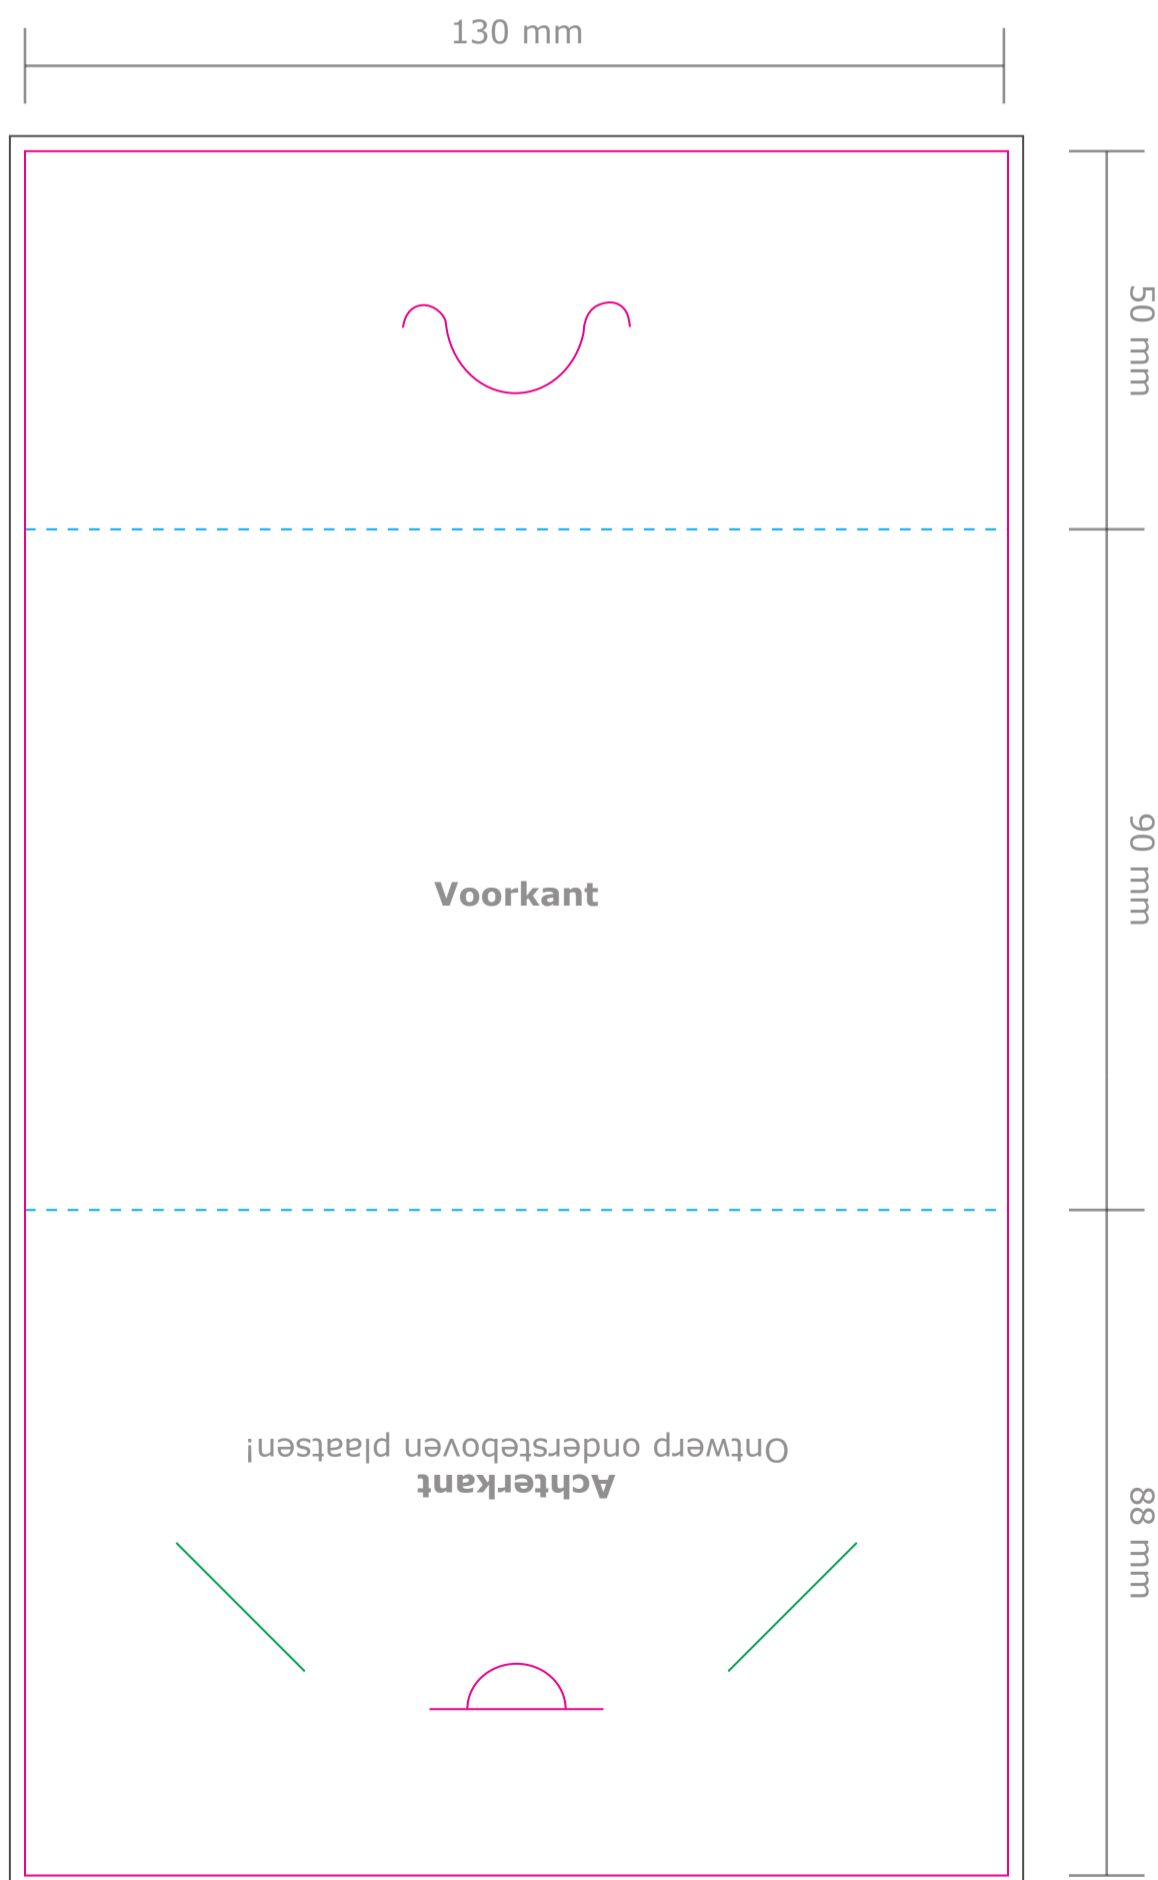 130 mm
50 mm
90 mm
Voorkant
Achterkant
Ontwerp ondersteboven plaatsen!
88 mm